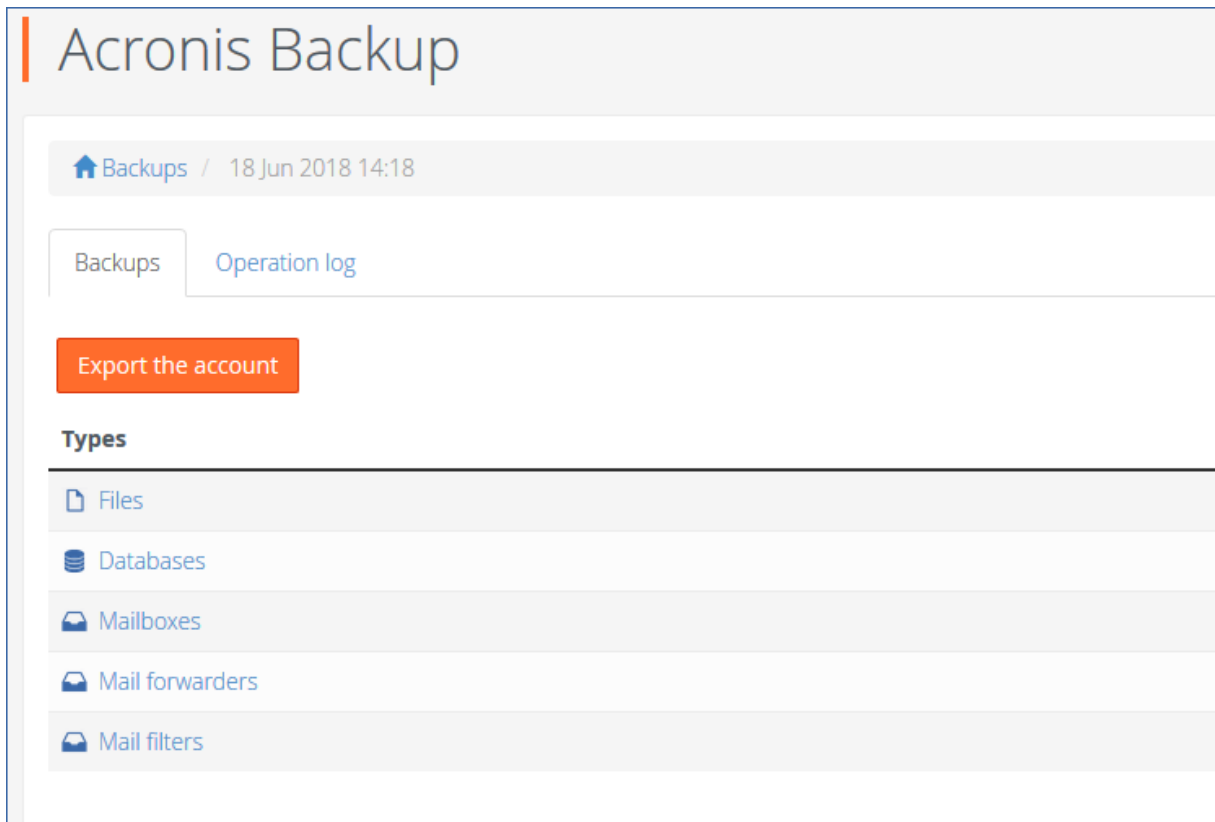 Acronis Backup
Backups / 18 Jun 2018 14:18
Backups Operation log
Export the account
Types
Files
Databases
Mailboxes
Mail forwarders
Mail filters